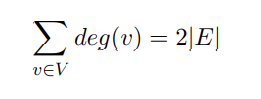 ∑ deg(v) = 2|E|
v∈V